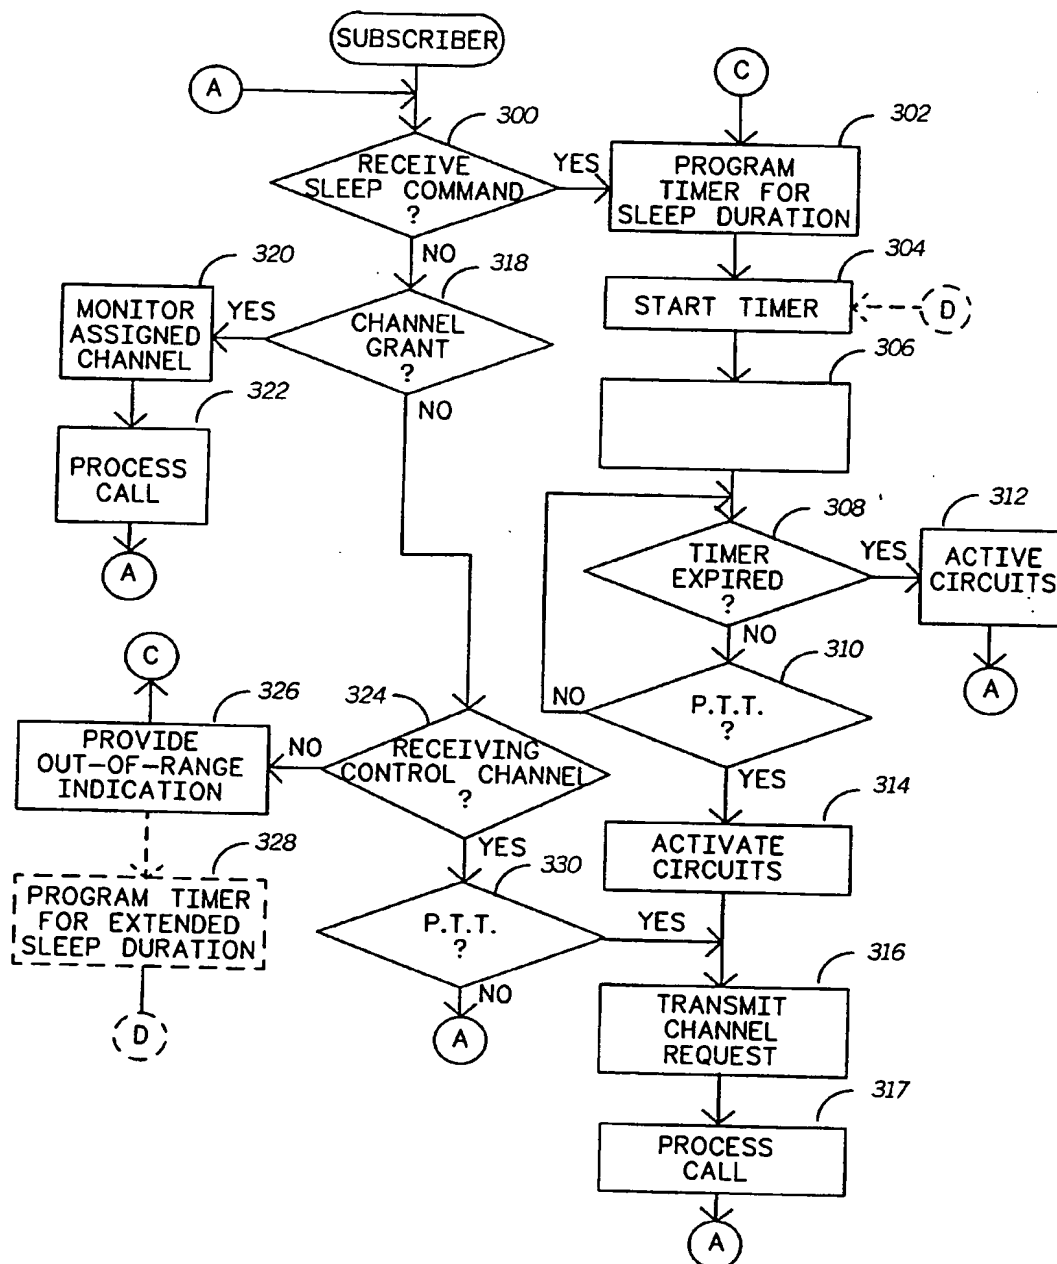 SUBSCRIBER
A
C
300
RECEIVE
SLEEP COMMAND
?
YES
NO
302
PROGRAM
TIMER FOR
SLEEP DURATION
304
START TIMER
D
306
318
CHANNEL
GRANT
?
YES
NO
320
MONITOR
ASSIGNED
CHANNEL
322
PROCESS
CALL
A
308
TIMER
EXPIRED
?
YES
NO
312
ACTIVE
CIRCUITS
A
310
P.T.T.
?
NO
YES
C
326
PROVIDE
OUT-OF-RANGE
INDICATION
324
RECEIVING
CONTROL CHANNEL
?
NO
YES
328
PROGRAM TIMER
FOR EXTENDED
SLEEP DURATION
D
330
P.T.T.
?
YES
NO
A
314
ACTIVATE
CIRCUITS
316
TRANSMIT
CHANNEL
REQUEST
317
PROCESS
CALL
A